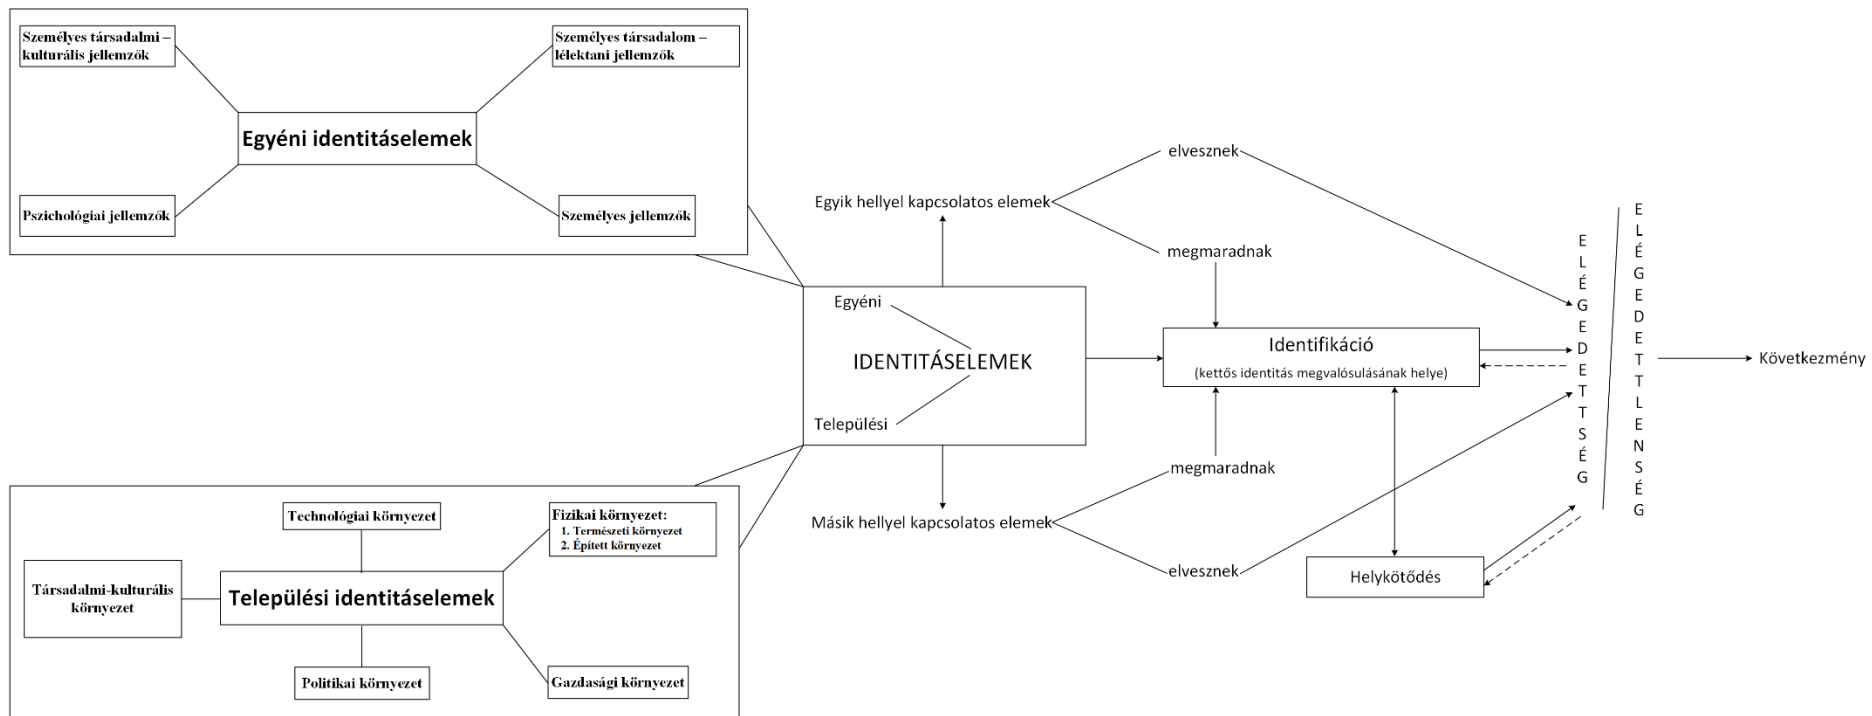 Személyes társadalmi –
kulturális jellemzők
Személyes társadalom –
lélektani jellemzők
Egyéni identitáselemek
Pszichológiai jellemzők
Személyes jellemzők
Technológiai környezet
Fizikai környezet:
1. Természeti környezet
2. Épített környezet
Társadalmi-kulturális
környezet
Települési identitáselemek
Politikai környezet
Gazdasági környezet
Egyéni
IDENTITÁSELEMEK
Települési
Egyik hellyel kapcsolatos elemek
elvesznek
megmaradnak
Identifikáció
(kettős identitás megvalósulásának helye)
Másik hellyel kapcsolatos elemek
megmaradnak
elvesznek
Helykötődés
ELÉGEDETTSÉG
ELÉGEDETTLENSÉG
Következmény